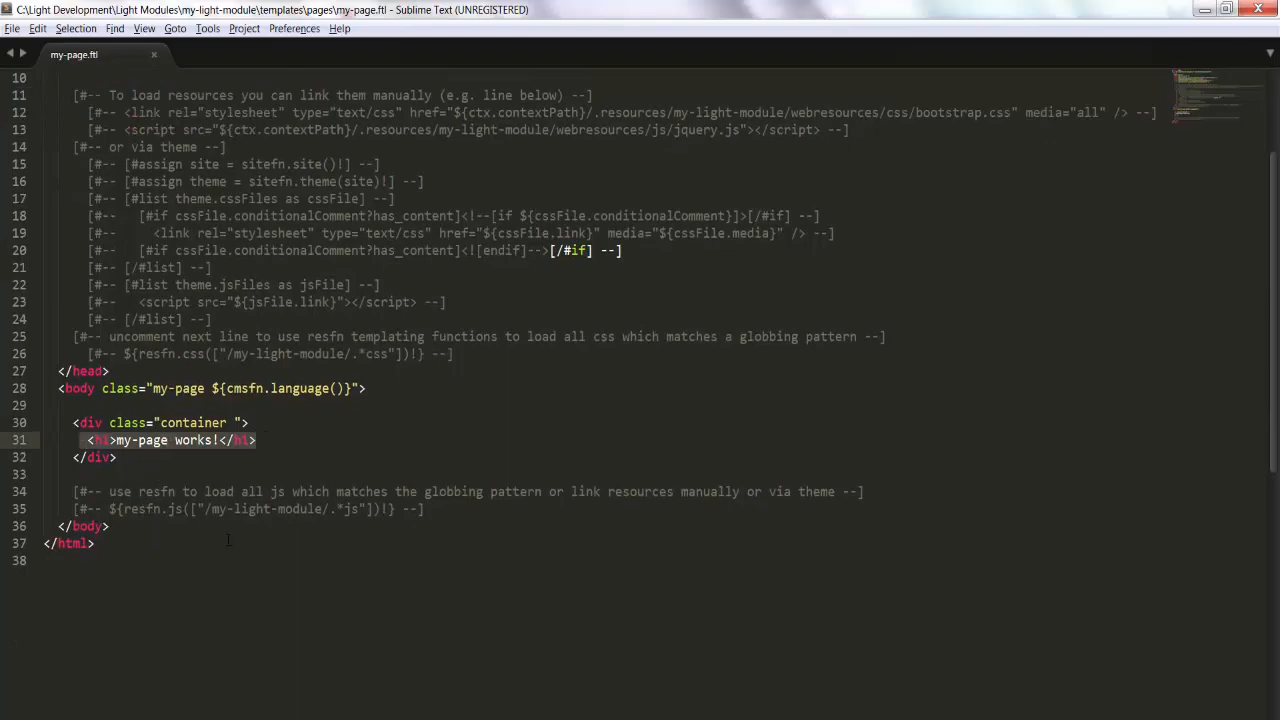 C:\Light Development\Light Modules\my-light-module\templates\pages\my-page.ftl - Sublime Text (UNREGISTERED)
File Edit Selection Find View Goto Tools Project Preferences Help
my-page.ftl
10
11 [#-- To load resources you can link them manually (e.g. line below) --]
12 [#-- <link rel="stylesheet" type="text/css" href="${ctx.contextPath}/.resources/my-light-module/webresources/css/bootstrap.css" media="all" /> --]
13 [#-- <script src="${ctx.contextPath}/.resources/my-light-module/webresources/js/jquery.js"></script> --]
14 [#-- or via theme --]
15 [#-- [#assign site = sitefn.site()!] --]
16 [#-- [#assign theme = sitefn.theme(site)!] --]
17 [#-- [#list theme.cssFiles as cssFile] --]
18 [#--   [#if cssFile.conditionalComment?has_content]<!--[if ${cssFile.conditionalComment}]>[/#if] --]
19 [#--     <link rel="stylesheet" type="text/css" href="${cssFile.link}" media="${cssFile.media}" /> --]
20 [#--   [#if cssFile.conditionalComment?has_content]<![endif]-->[/#if] --]
21 [#-- [/#list] --]
22 [#-- [#list theme.jsFiles as jsFile] --]
23 [#--   <script src="${jsFile.link}"></script> --]
24 [#-- [/#list] --]
25 [#-- uncomment next line to use resfn templating functions to load all css which matches a globbing pattern --]
26 [#-- ${resfn.css(["/my-light-module/.*css"])!} --]
27 </head>
28 <body class="my-page ${cmsfn.language()}">
29
30 <div class="container ">
31 <h1>my-page works!</h1>
32 </div>
33
34 [#-- use resfn to load all js which matches the globbing pattern or link resources manually or via theme --]
35 [#-- ${resfn.js(["/my-light-module/.*js"])!} --]
36 </body>
37 </html>
38